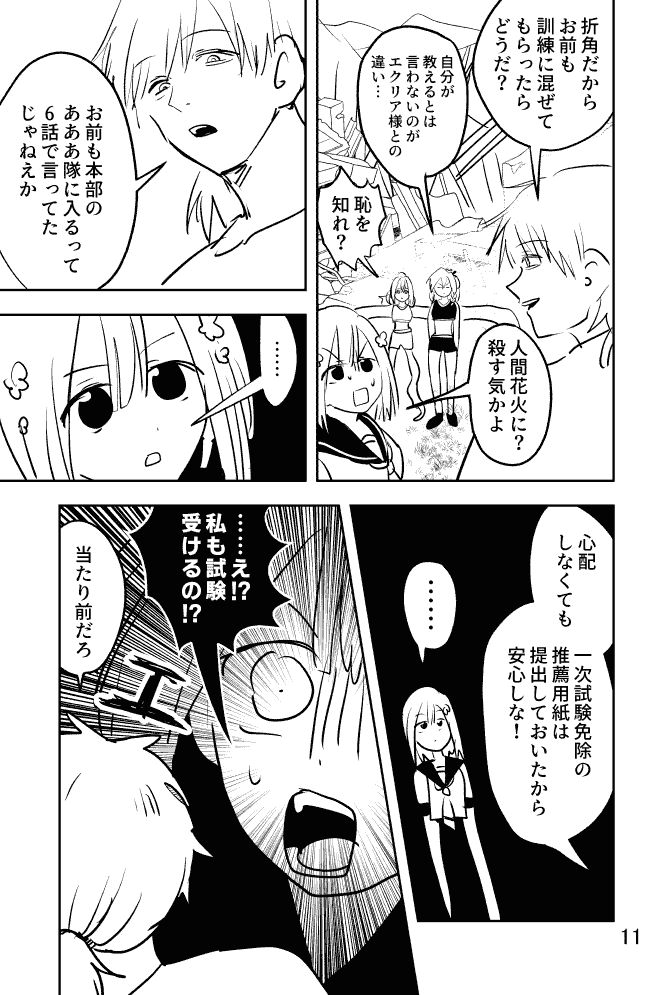 折角だから
お前も
訓練に混ぜて
もらったら
どうだ?
自分が
教えるとは
言わないのが
エクリア様との
違い…
恥を
知れ?
人間花火に?
殺す気かよ
お前も本部の
あああ隊に入るって
6話で言ってた
じゃねえか
……
心配
しなくても
一次試験免除の
推薦用紙は
提出しておいたから
安心しな!
……
……え!?
私も試験
受けるの!?
当たり前だろ
エ
11